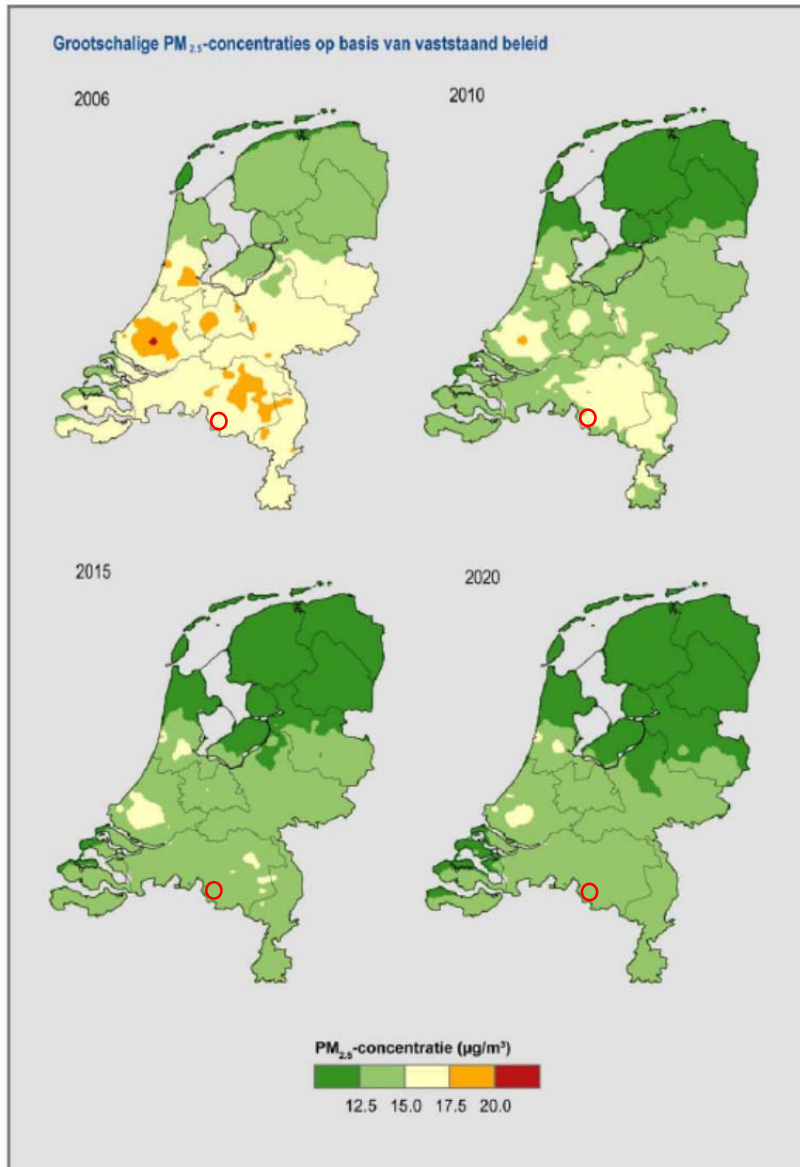 Grootschalige PM2.5-concentraties op basis van vaststaand beleid
2006
2010
2015
2020
PM2.5-concentratie (µg/m³)
12.5 15.0 17.5 20.0